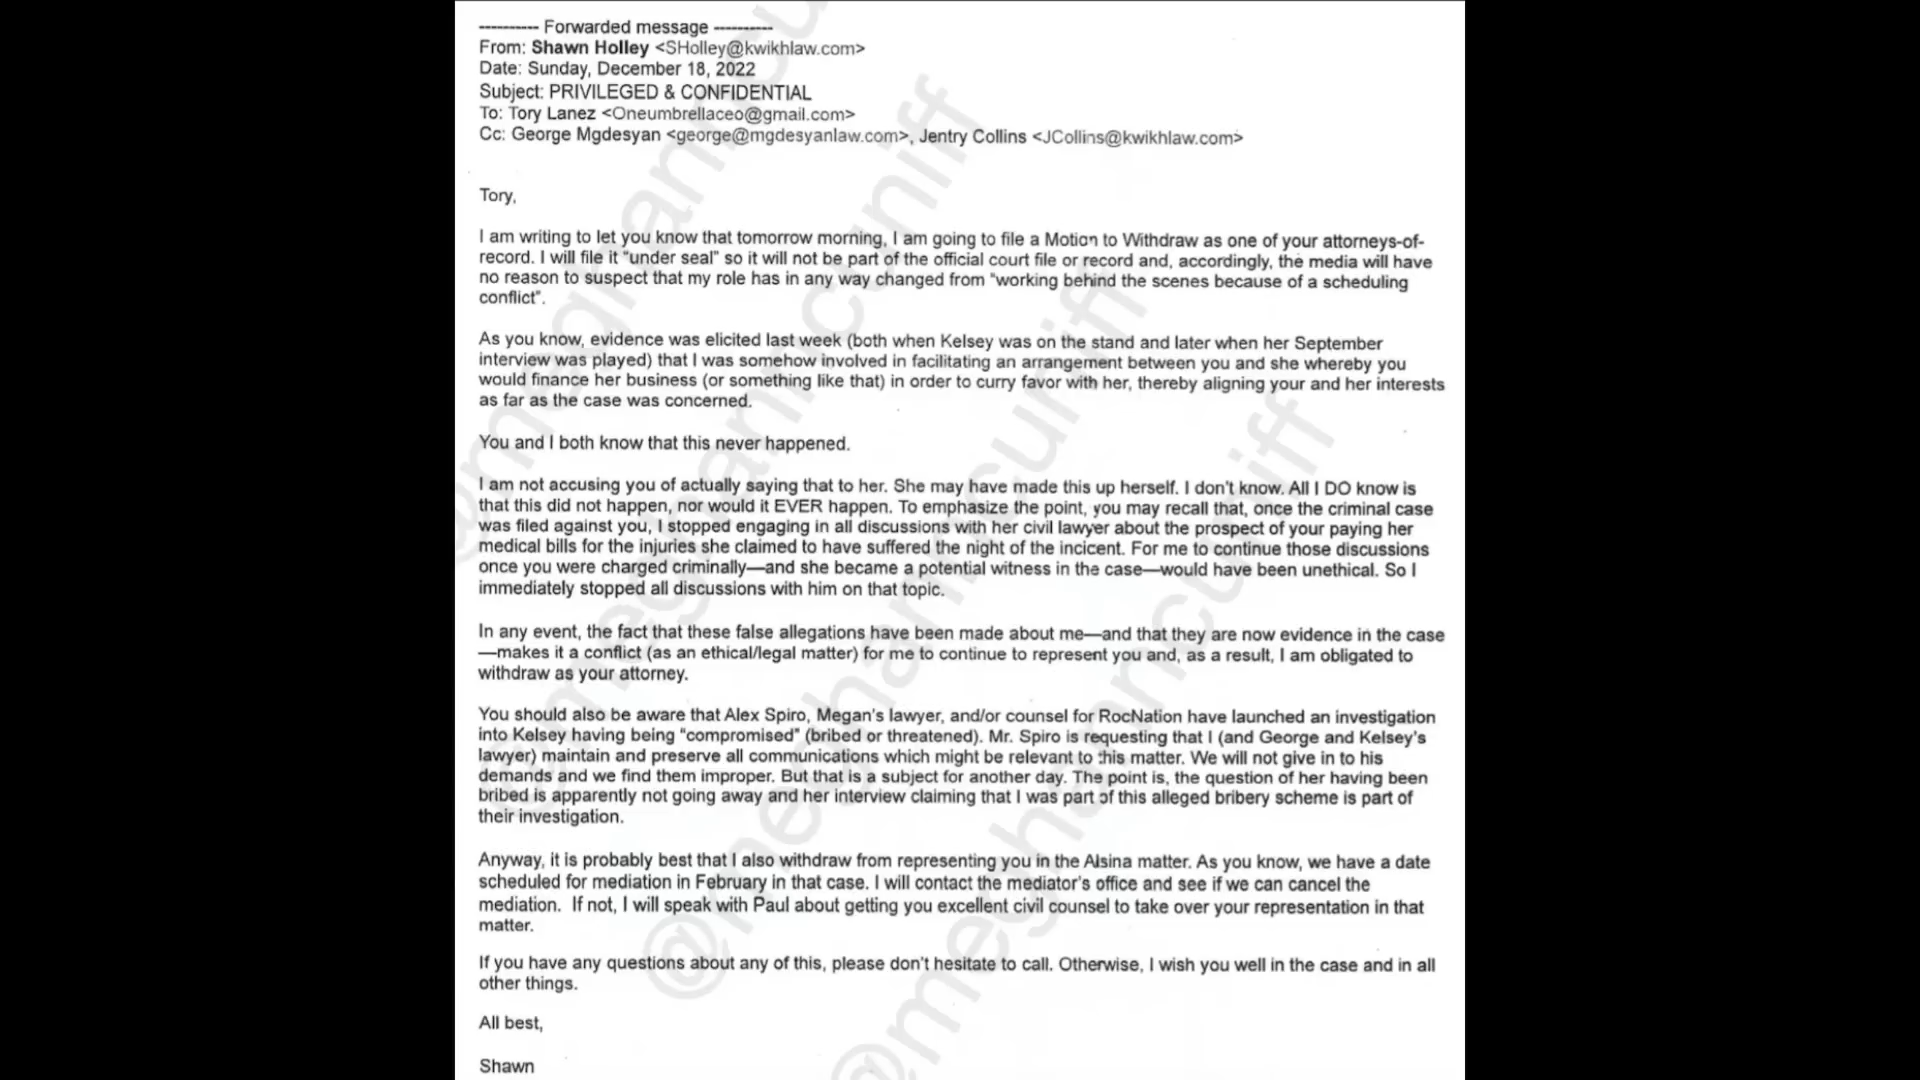 ---------- Forwarded message ----------
From: Shawn Holley <SHolley@kwikhlaw.com>
Date: Sunday, December 18, 2022
Subject: PRIVILEGED & CONFIDENTIAL
To: Tory Lanez <Oneumbrellaceo@gmail.com>
Cc: George Mgdesyan <george@mgdesyanlaw.com>, Jentry Collins <JCollins@kwikhlaw.com>
Tory,
I am writing to let you know that tomorrow morning, I am going to file a Motion to Withdraw as one of your attorneys-of-
record. I will file it "under seal" so it will not be part of the official court file or record and, accordingly, the media will have
no reason to suspect that my role has in any way changed from "working behind the scenes because of a scheduling
conflict".
As you know, evidence was elicited last week (both when Kelsey was on the stand and later when her September
interview was played) that I was somehow involved in facilitating an arrangement between you and she whereby you
would finance her business (or something like that) in order to curry favor with her, thereby aligning your and her interests
as far as the case was concerned.
You and I both know that this never happened.
I am not accusing you of actually saying that to her. She may have made this up herself. I don't know. All I DO know is
that this did not happen, nor would it EVER happen. To emphasize the point, you may recall that, once the criminal case
was filed against you, I stopped engaging in all discussions with her civil lawyer about the prospect of your paying her
medical bills for the injuries she claimed to have suffered the night of the incicent. For me to continue those discussions
once you were charged criminally—and she became a potential witness in the case—would have been unethical. So I
immediately stopped all discussions with him on that topic.
In any event, the fact that these false allegations have been made about me—and that they are now evidence in the case
—makes it a conflict (as an ethical/legal matter) for me to continue to represent you and, as a result, I am obligated to
withdraw as your attorney.
You should also be aware that Alex Spiro, Megan's lawyer, and/or counsel for RocNation have launched an investigation
into Kelsey having being "compromised" (bribed or threatened). Mr. Spiro is requesting that I (and George and Kelsey's
lawyer) maintain and preserve all communications which might be relevant to this matter. We will not give in to his
demands and we find them improper. But that is a subject for another day. The point is, the question of her having been
bribed is apparently not going away and her interview claiming that I was part of this alleged bribery scheme is part of
their investigation.
Anyway, it is probably best that I also withdraw from representing you in the Alsina matter. As you know, we have a date
scheduled for mediation in February in that case. I will contact the mediator's office and see if we can cancel the
mediation.  If not, I will speak with Paul about getting you excellent civil counsel to take over your representation in that
matter.
If you have any questions about any of this, please don't hesitate to call. Otherwise, I wish you well in the case and in all
other things.
All best,
Shawn
@meghanncuniff
@meghanncuniff
@meghanncuniff
@meghanncuniff